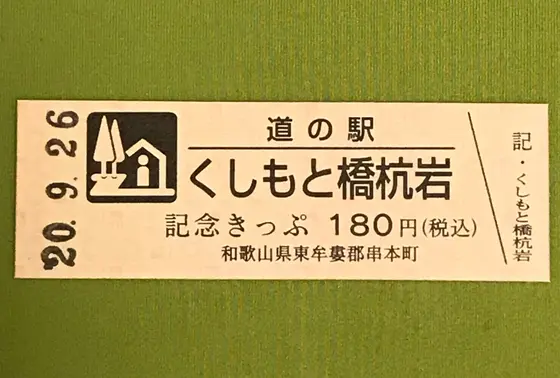 '20. 9. 26
道の駅
くしもと橋杭岩
記念きっぷ 180円(税込)
和歌山県東牟婁郡串本町
記・くしもと橋杭岩